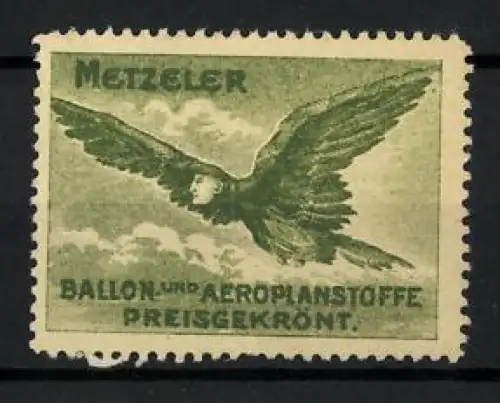 METZELER
BALLON- UND AEROPLANSTOFFE
PREISGEKRÖNT.